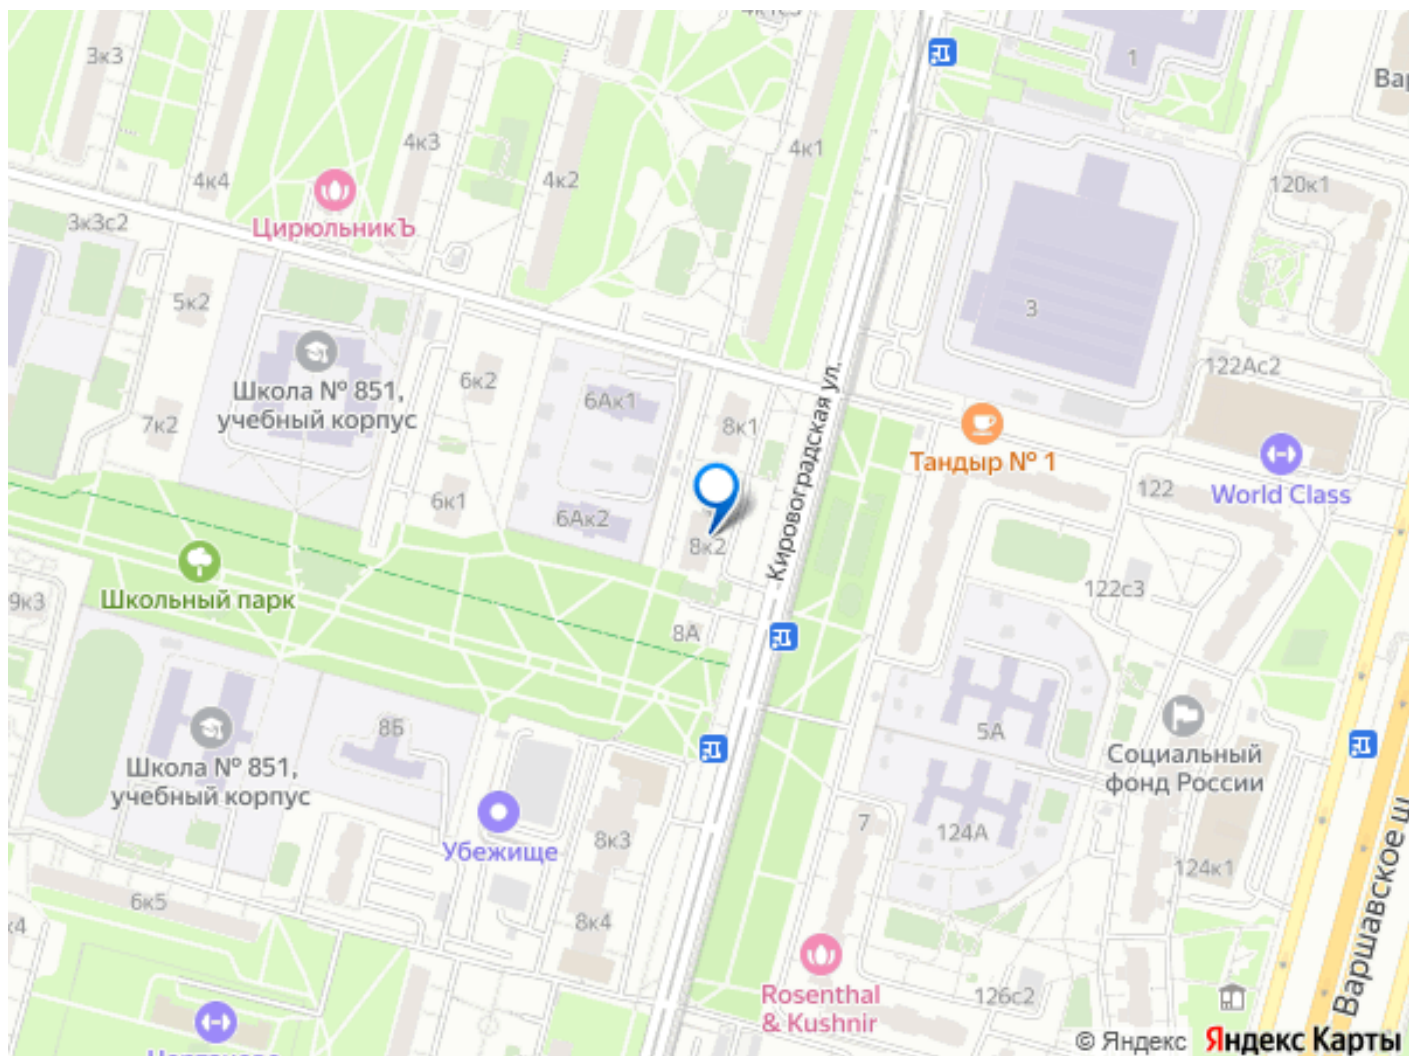 3к3
1
Вар
4к3
4к1
4к4
4к2
120к1
ЦирюльникЪ
3к3с2
5к2
3
122Ас2
Школа № 851,
учебный корпус
6к2
6Ак1
8к1
Кировоградская ул.
7к2
Тандыр № 1
122
World Class
6к1
6Ак2
8к2
122с3
9к3
Школьный парк
8А
8Б
5А
Социальный
фонд России
Школа № 851,
учебный корпус
7
124А
Убежище
8к3
124к1
6к5
8к4
Варшавское ш
Rosenthal
& Kushnir
126с2
© Яндекс Яндекс Карты